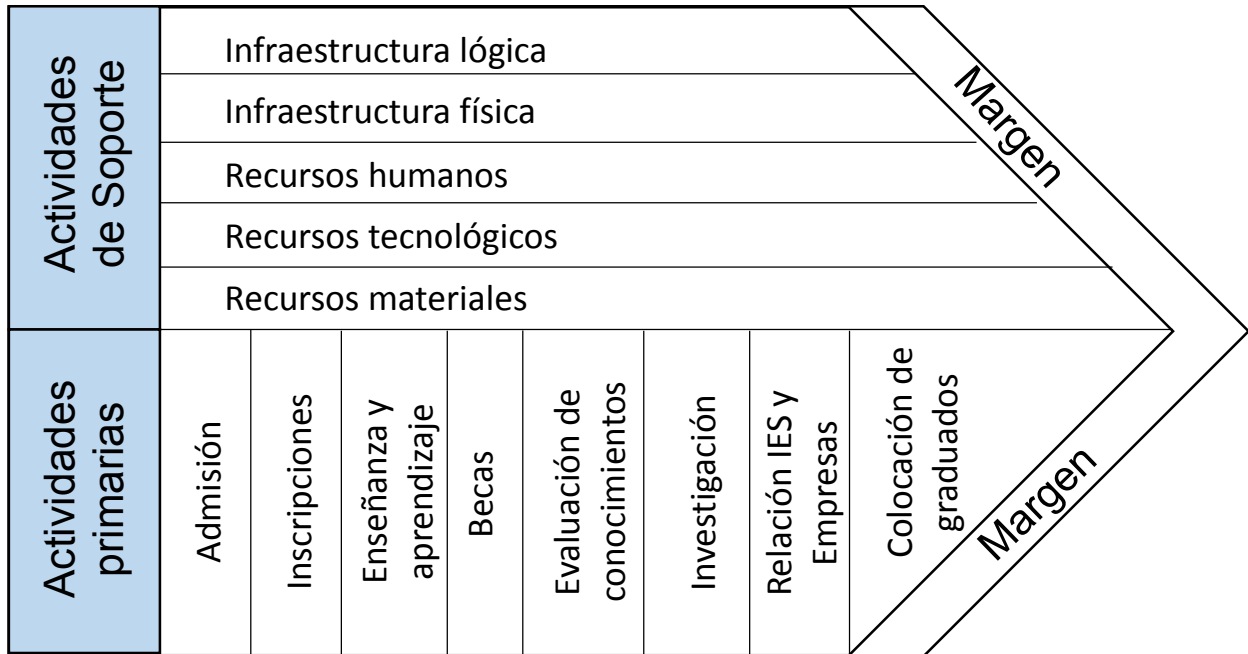 Actividades
de Soporte
Infraestructura lógica
Infraestructura física
Recursos humanos
Recursos tecnológicos
Recursos materiales
Margen
Actividades
primarias
Admisión
Inscripciones
Enseñanza y
aprendizaje
Becas
Evaluación de
conocimientos
Investigación
Relación IES y
Empresas
Colocación de
graduados
Margen